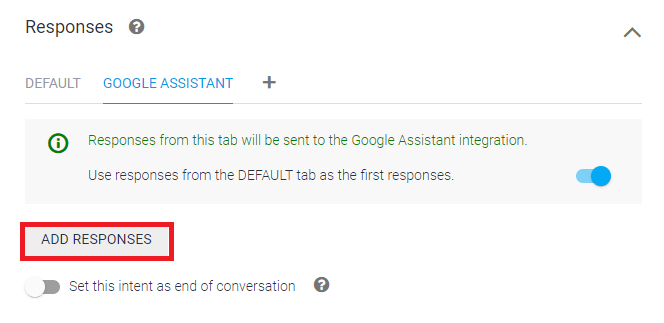 Responses
DEFAULT GOOGLE ASSISTANT +
Responses from this tab will be sent to the Google Assistant integration.
Use responses from the DEFAULT tab as the first responses.
ADD RESPONSES
Set this intent as end of conversation